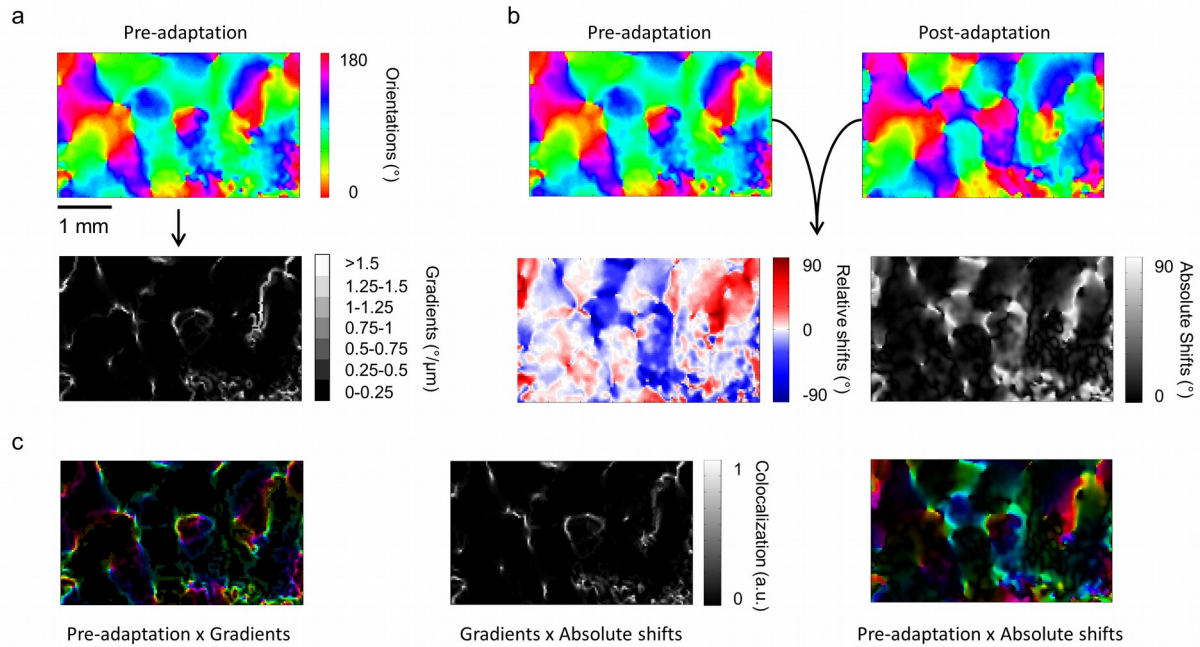 a
Pre-adaptation
180
0
Orientations (°)
1 mm
>1.5
1.25-1.5
1-1.25
0.75-1
0.5-0.75
0.25-0.5
0-0.25
Gradients (°/µm)
b
Pre-adaptation
Post-adaptation
90
0
-90
Relative shifts (°)
90
0
Absolute Shifts (°)
c
Pre-adaptation x Gradients
1
0
Colocalization (a.u.)
Gradients x Absolute shifts
Pre-adaptation x Absolute shifts